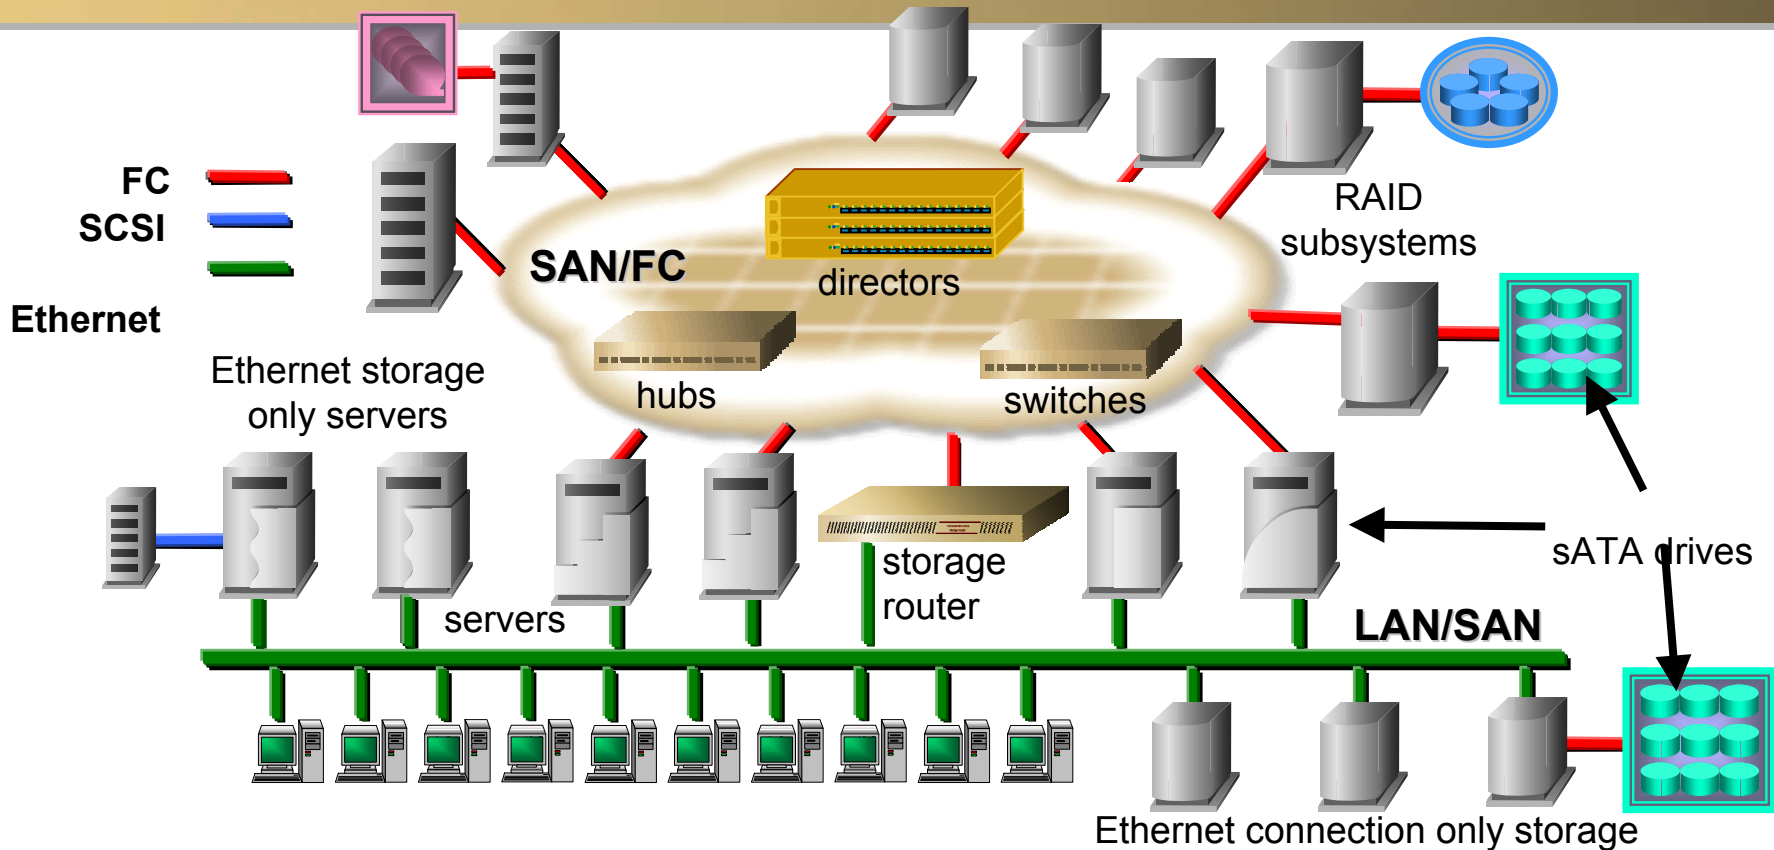 FC
SCSI
Ethernet
SAN/FC
directors
RAID
subsystems
hubs
switches
Ethernet storage
only servers
servers
storage
router
sATA drives
LAN/SAN
Ethernet connection only storage